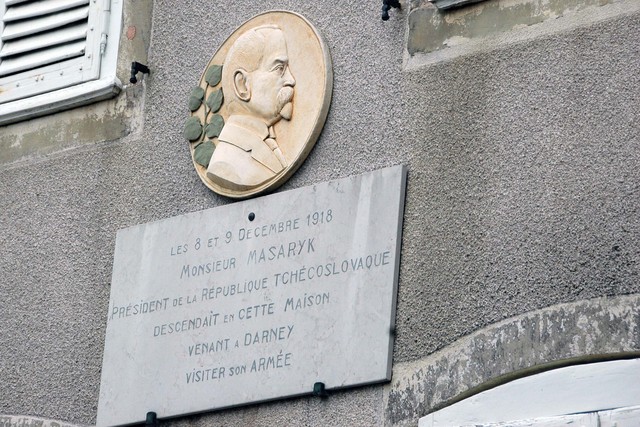 LES 8 ET 9 DÉCEMBRE 1918
MONSIEUR MASARYK
PRÉSIDENT DE LA RÉPUBLIQUE TCHÉCOSLOVAQUE
DESCENDAIT EN CETTE MAISON
VENANT A DARNEY
VISITER SON ARMÉE